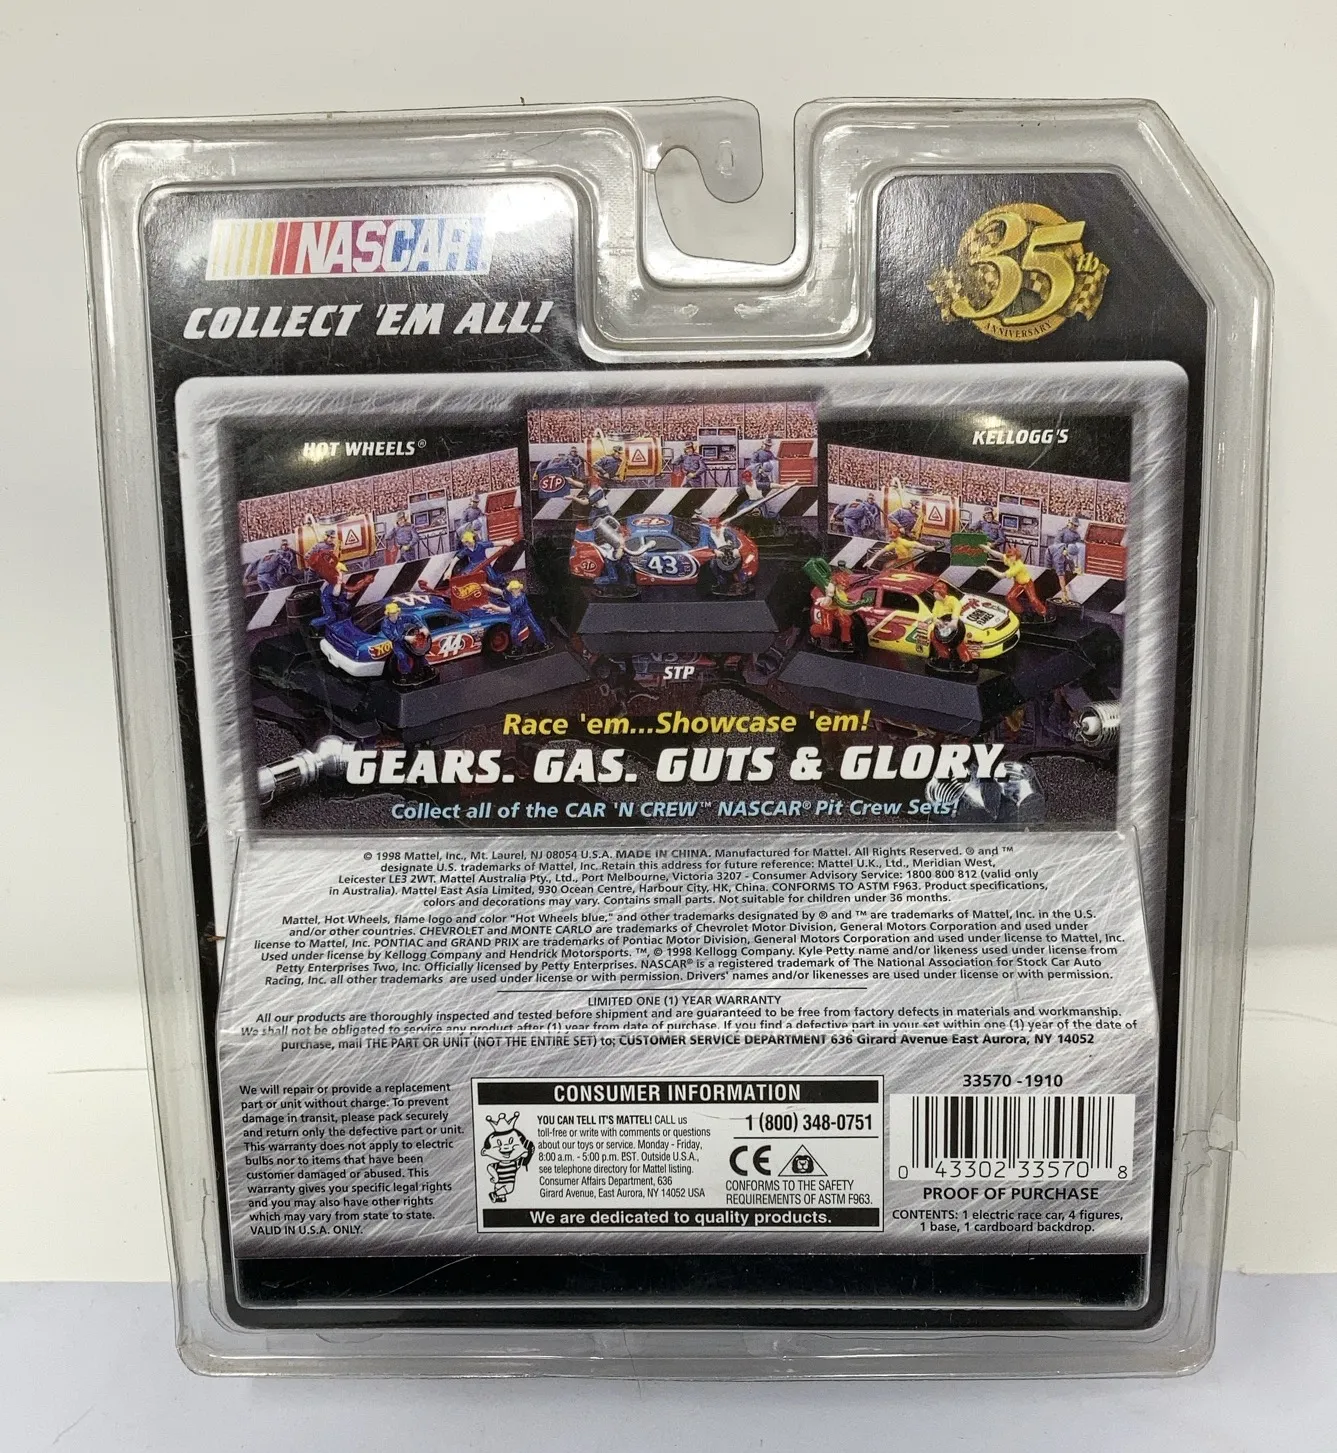 NASCAR
COLLECT 'EM ALL!
35th
ANNIVERSARY
HOT WHEELS®
KELLOGG'S
STP
43
STP
44
STP
Race 'em...Showcase 'em!
GEARS. GAS. GUTS & GLORY.
Collect all of the CAR 'N CREW™ NASCAR® Pit Crew Sets!
© 1998 Mattel, Inc., Mt. Laurel, NJ 08054 U.S.A. MADE IN CHINA. Manufactured for Mattel. All Rights Reserved. ® and ™
designate U.S. trademarks of Mattel, Inc. Retain this address for future reference: Mattel U.K., Ltd., Meridian West,
Leicester LE3 2WT. Mattel Australia Pty., Ltd., Port Melbourne, Victoria 3207 - Consumer Advisory Service: 1800 800 812 (valid only
in Australia). Mattel East Asia Limited, 930 Ocean Centre, Harbour City, HK, China. CONFORMS TO ASTM F963. Product specifications,
colors and decorations may vary. Contains small parts. Not suitable for children under 36 months.
Mattel, Hot Wheels, flame logo and color "Hot Wheels blue," and other trademarks designated by ® and ™ are trademarks of Mattel, Inc. in the U.S.
and/or other countries. CHEVROLET and MONTE CARLO are trademarks of Chevrolet Motor Division, General Motors Corporation and used under
license to Mattel, Inc. PONTIAC and GRAND PRIX are trademarks of Pontiac Motor Division, General Motors Corporation and used under license to Mattel, Inc.
Used under license by Kellogg Company and Hendrick Motorsports. ™, © 1998 Kellogg Company. Kyle Petty name and/or likeness used under license from
Petty Enterprises Two, Inc. Officially licensed by Petty Enterprises. NASCAR® is a registered trademark of The National Association for Stock Car Auto
Racing, Inc. all other trademarks are used under license or with permission. Drivers' names and/or likenesses are used under license or with permission.
LIMITED ONE (1) YEAR WARRANTY
All our products are thoroughly inspected and tested before shipment and are guaranteed to be free from factory defects in materials and workmanship.
We shall not be obligated to service any product after (1) year from date of purchase. If you find a defective part in your set within one (1) year of the date of
purchase, mail THE PART OR UNIT (NOT THE ENTIRE SET) to; CUSTOMER SERVICE DEPARTMENT 636 Girard Avenue East Aurora, NY 14052
We will repair or provide a replacement
part or unit without charge. To prevent
damage in transit, please pack securely
and return only the defective part or unit.
This warranty does not apply to electric
bulbs nor to items that have been
customer damaged or abused. This
warranty gives you specific legal rights
and you may also have other rights
which may vary from state to state.
VALID IN U.S.A. ONLY.
CONSUMER INFORMATION
YOU CAN TELL IT'S MATTEL! CALL us
toll-free or write with comments or questions
about our toys or service. Monday - Friday,
8:00 a.m. - 5:00 p.m. EST. Outside U.S.A.,
see telephone directory for Mattel listing.
Consumer Affairs Department, 636
Girard Avenue, East Aurora, NY 14052 USA
1 (800) 348-0751
CE
CONFORMS TO THE SAFETY
REQUIREMENTS OF ASTM F963.
We are dedicated to quality products.
33570 -1910
0 43302 33570 8
PROOF OF PURCHASE
CONTENTS: 1 electric race car, 4 figures,
1 base, 1 cardboard backdrop.